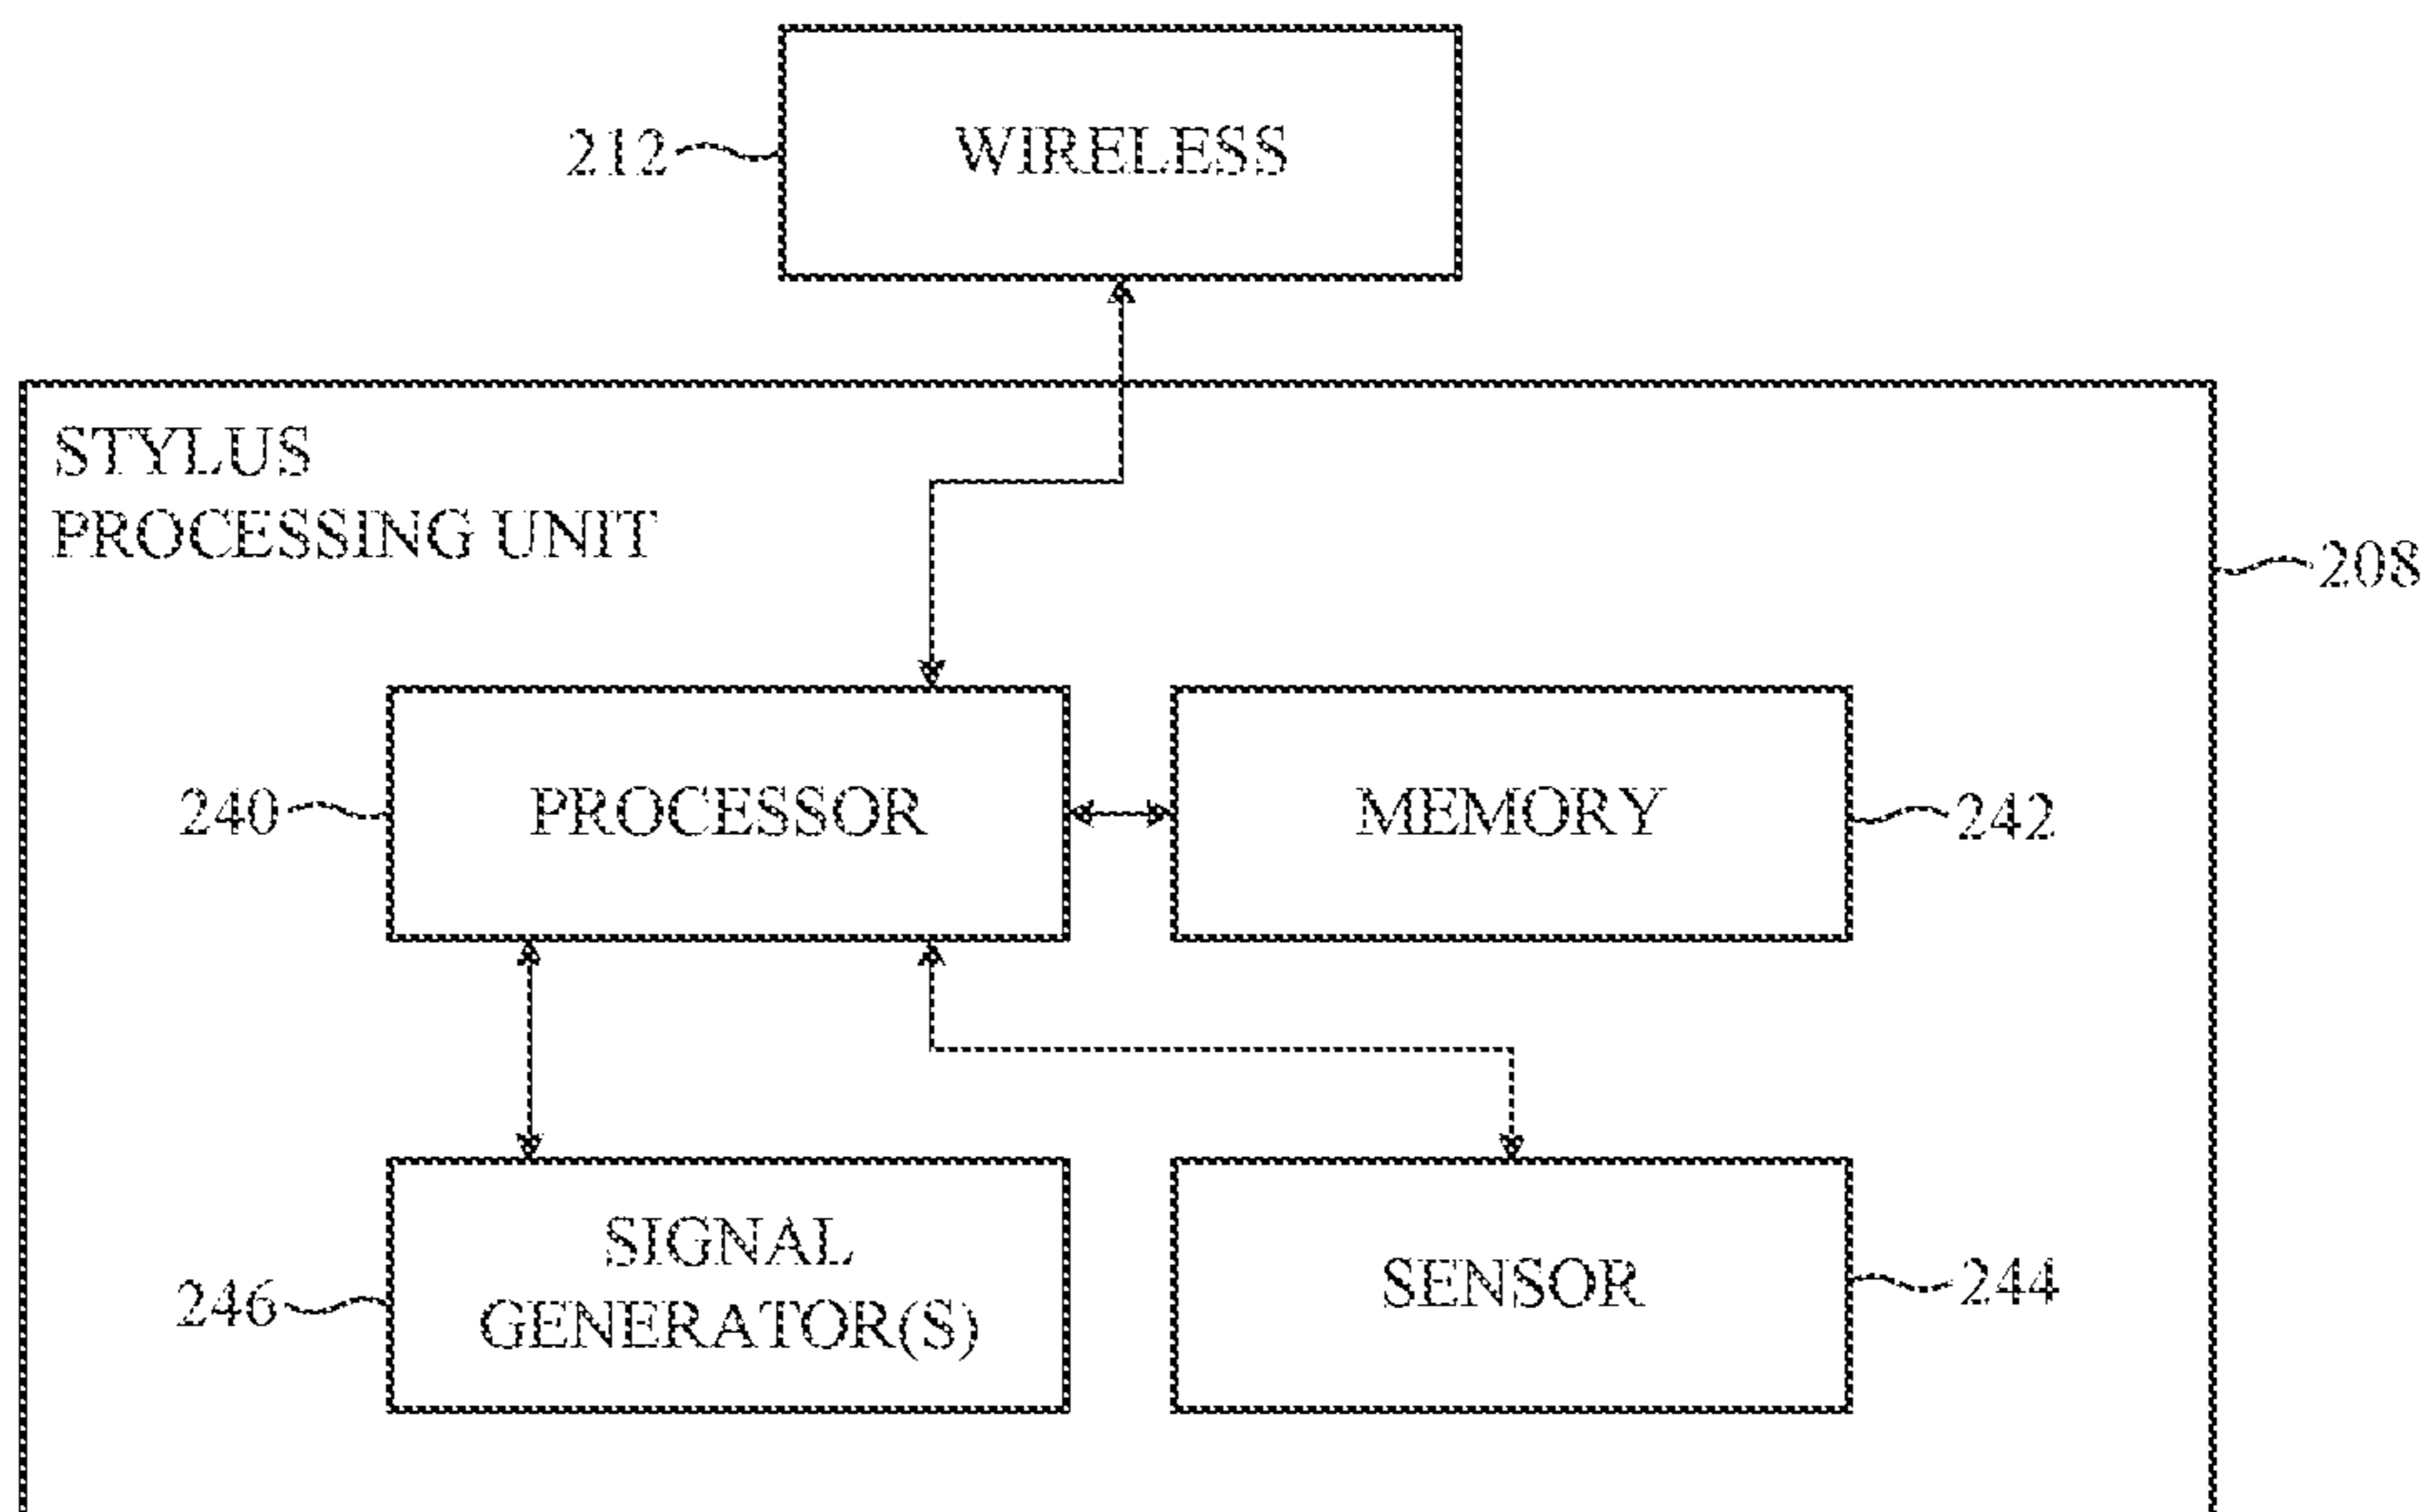 212 WIRELESS
STYLUS
PROCESSING UNIT
208
240 PROCESSOR MEMORY 242
SIGNAL
GENERATOR(S)
246
SENSOR 244